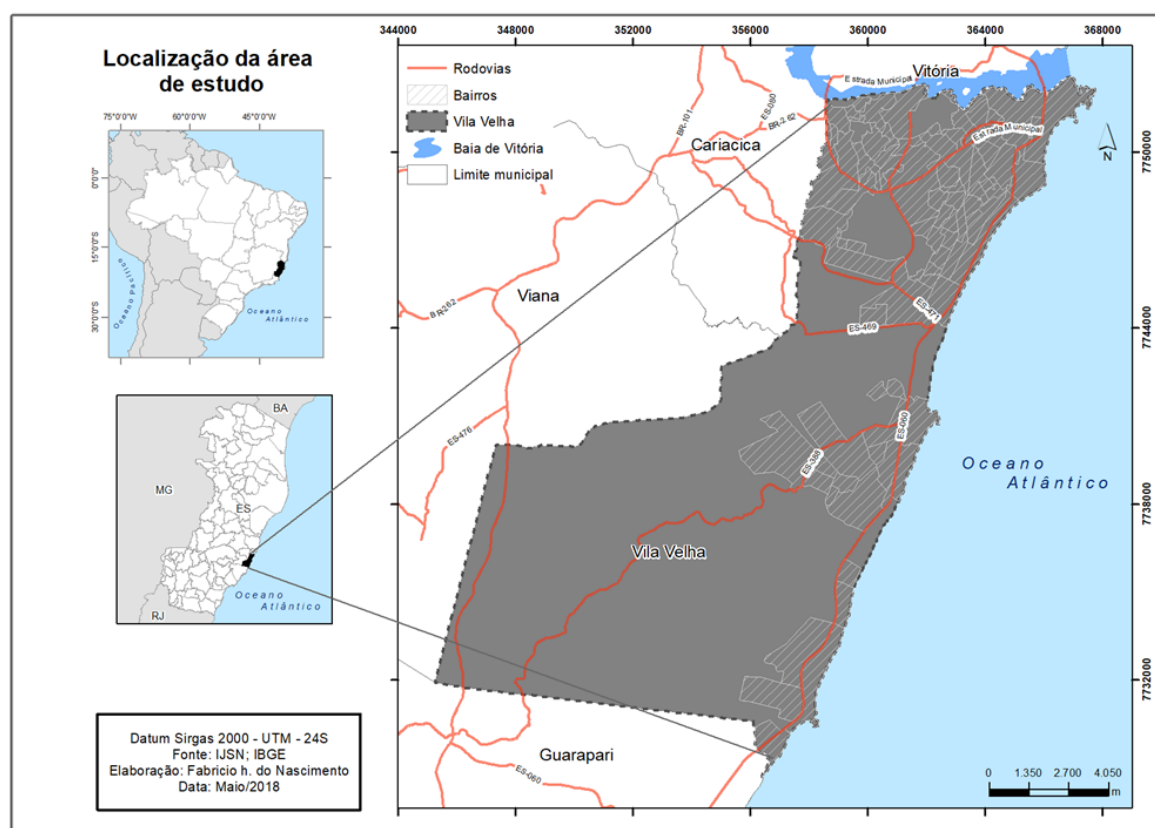 Localização da área
de estudo
75°0'0"W
60°0'0"W
45°0'0"W
0°0'0"
15°0'0"S
30°0'0"S
Oceano Pacífico
Oceano
Atlântico
BA
MG
ES
RJ
Oceano
Atlântico
Datum Sirgas 2000 - UTM - 24S
Fonte: IJSN; IBGE
Elaboração: Fabricio h. do Nascimento
Data: Maio/2018
344000
348000
352000
356000
360000
364000
368000
Rodovias
Bairros
Vila Velha
Baia de Vitória
Limite municipal
Vitória
Estrada Municipal
BR-101
ES-080
BR-262
Cariacica
Estrada Municipal
N
7750000
Viana
BR-262
ES-469
ES-471
7744000
ES-476
ES-388
ES-060
Oceano
Atlântico
7738000
Vila Velha
7732000
Guarapari
ES-060
0
1.350
2.700
4.050
m